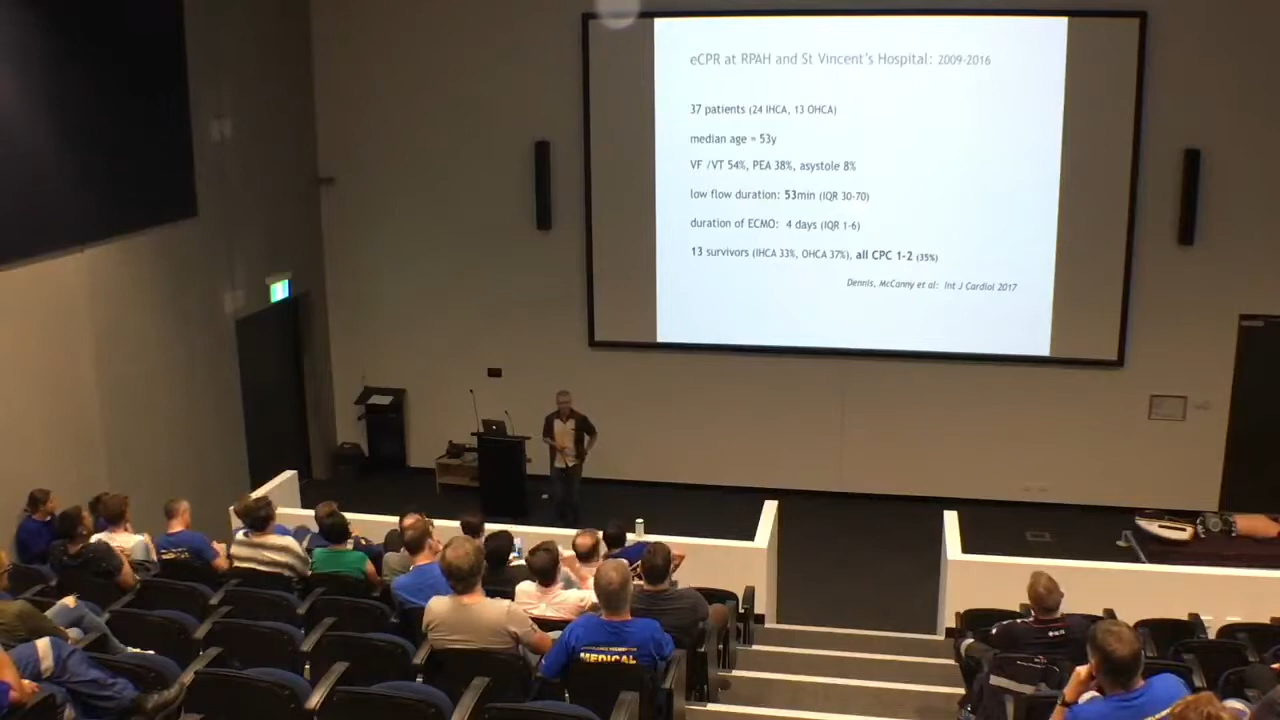 eCPR at RPAH and St Vincent's Hospital: 2009-2016
37 patients (24 IHCA, 13 OHCA)
median age = 53y
VF /VT 54%, PEA 38%, asystole 8%
low flow duration: 53min (IQR 30-70)
duration of ECMO: 4 days (IQR 1-6)
13 survivors (IHCA 33%, OHCA 37%), all CPC 1-2 (35%)
Dennis, McCanny et al: Int J Cardiol 2017
MEDICAL